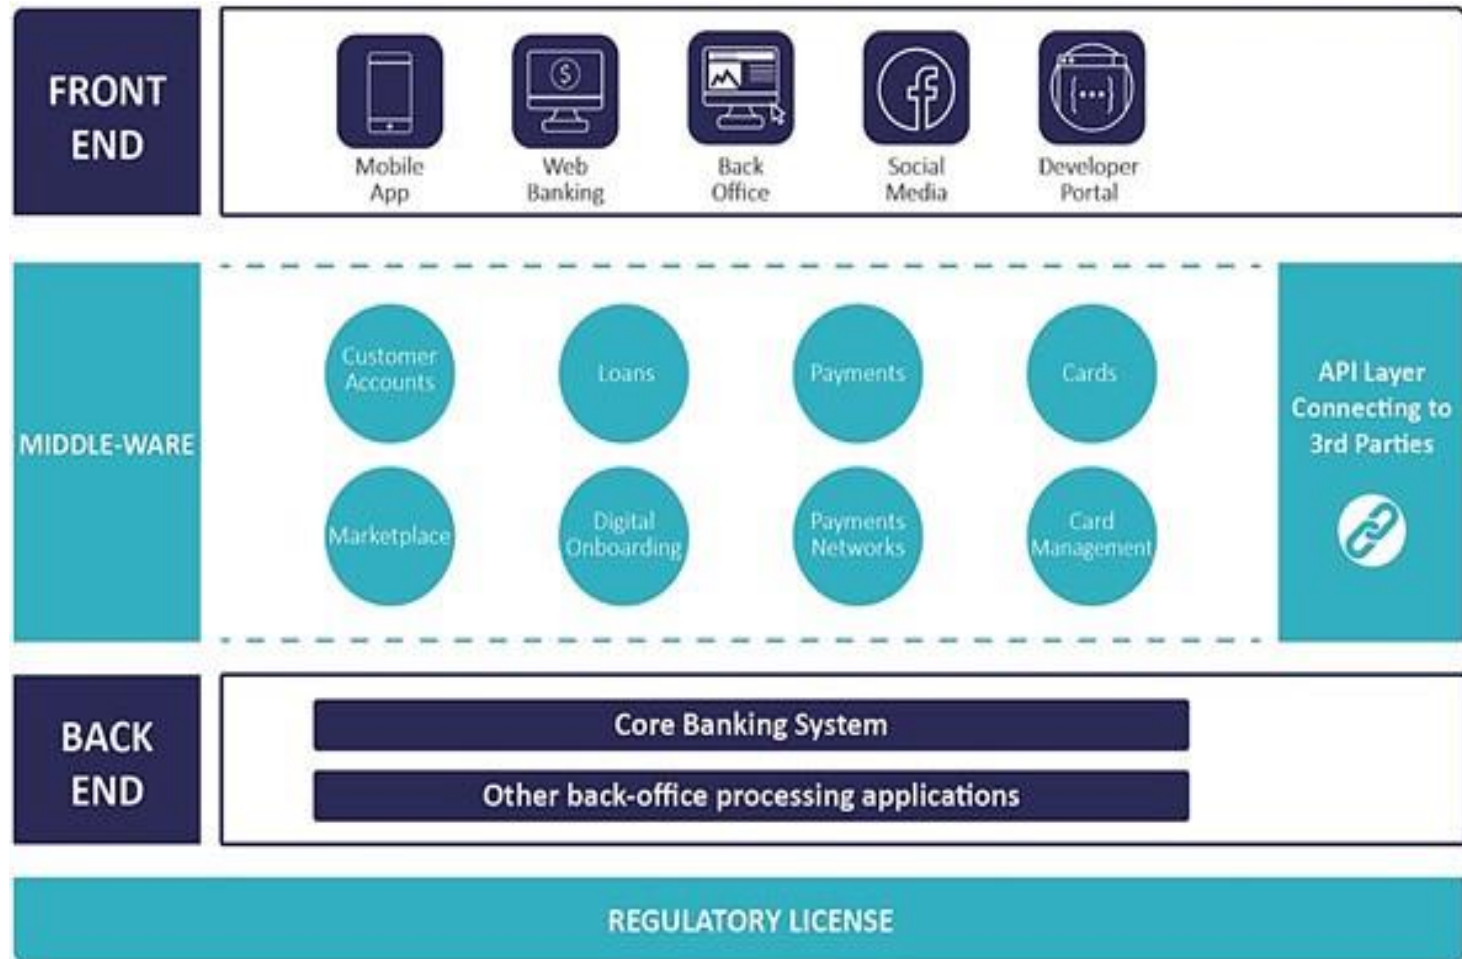 FRONT
END
Mobile
App
Web
Banking
$
Back
Office
Social
Media
{...}
Developer
Portal
MIDDLE-WARE
Customer
Accounts
Loans
Payments
Cards
Marketplace
Digital
Onboarding
Payments
Networks
Card
Management
API Layer
Connecting to
3rd Parties
BACK
END
Core Banking System
Other back-office processing applications
REGULATORY LICENSE